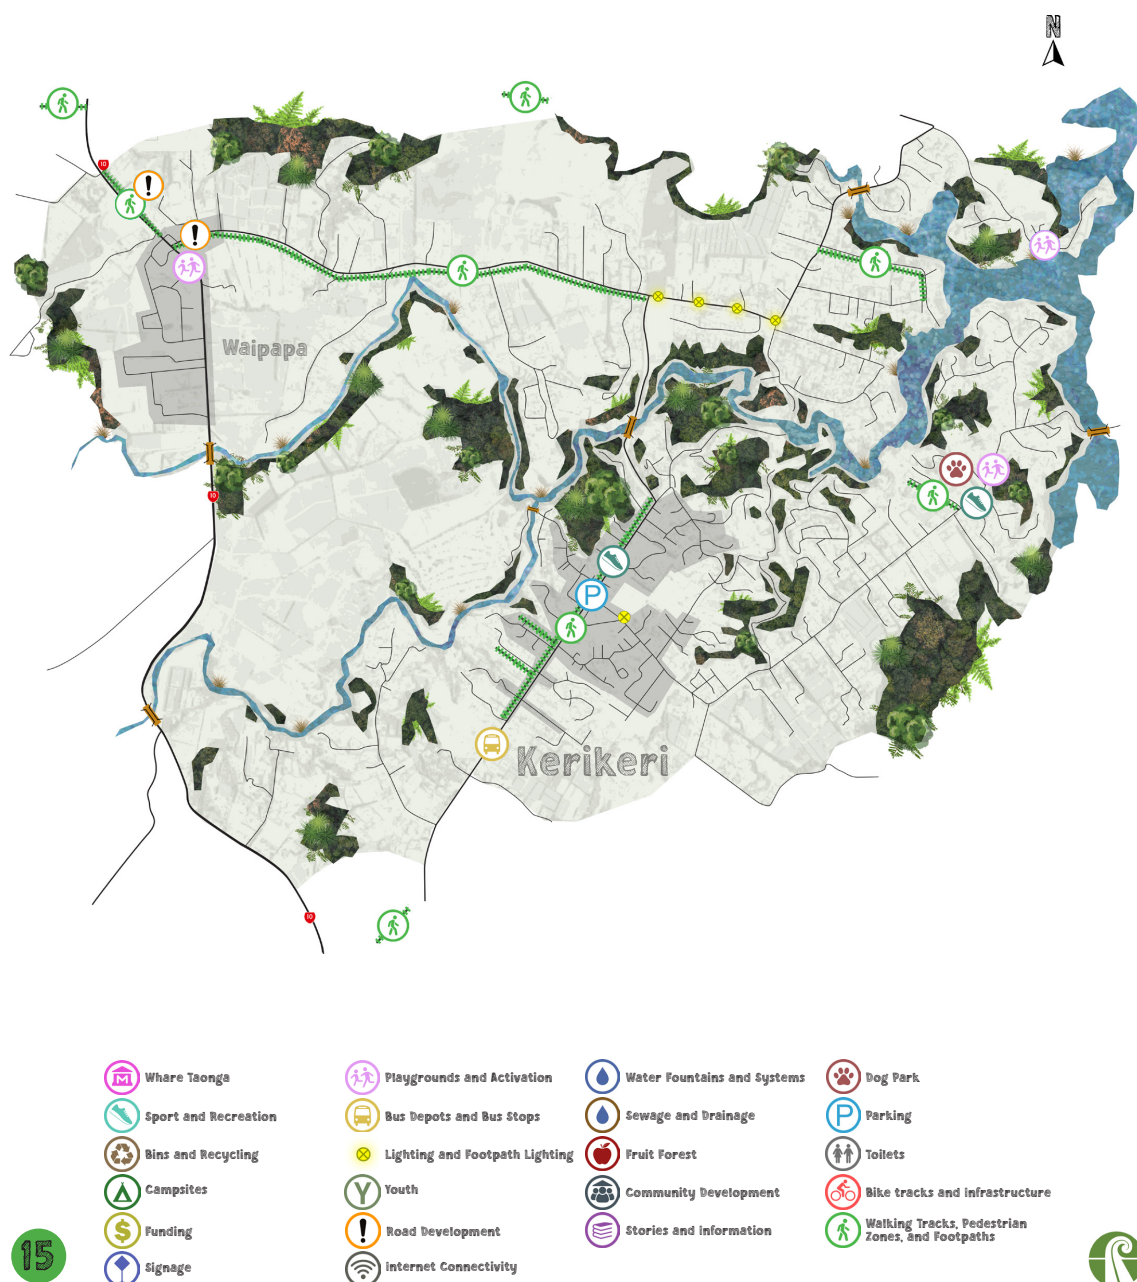 N
10
Waipapa
10
P
Kerikeri
10
Whare Taonga
Sport and Recreation
Bins and Recycling
Campsites
$ Funding
Signage
Playgrounds and Activation
Bus Depots and Bus Stops
Lighting and Footpath Lighting
Y Youth
! Road Development
Internet Connectivity
Water Fountains and Systems
Sewage and Drainage
Fruit Forest
Community Development
Stories and Information
Dog Park
P Parking
Toilets
Bike tracks and infrastructure
Walking Tracks, Pedestrian
Zones, and Footpaths
15